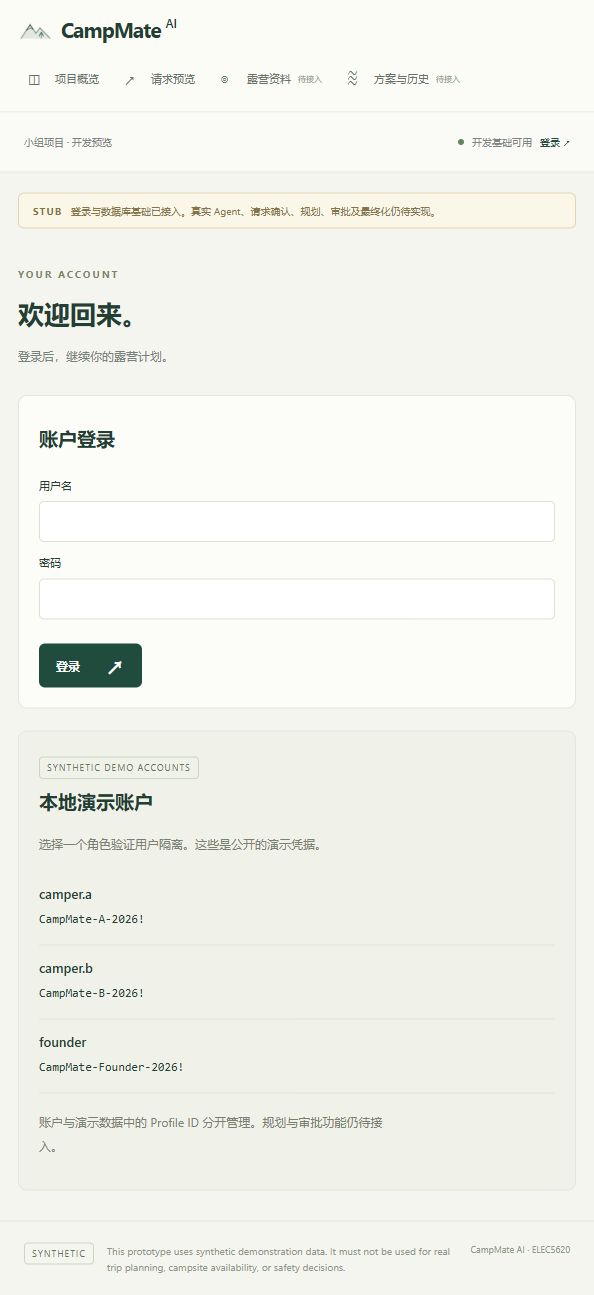 CampMate AI
项目概览 请求预览 露营资料 待接入 方案与历史 待接入
小组项目 · 开发预览 开发基础可用 登录 ↗
STUB 登录与数据库基础已接入。真实 Agent、请求确认、规划、审批及最终化仍待实现。
YOUR ACCOUNT
欢迎回来。
登录后，继续你的露营计划。
账户登录
用户名
密码
登录 ↗
SYNTHETIC DEMO ACCOUNTS
本地演示账户
选择一个角色验证用户隔离。这些是公开的演示凭据。
camper.a
CampMate-A-2026!
camper.b
CampMate-B-2026!
founder
CampMate-Founder-2026!
账户与演示数据中的 Profile ID 分开管理。规划与审批功能仍待接
入。
SYNTHETIC This prototype uses synthetic demonstration data. It must not be used for real CampMate AI · ELEC5620
trip planning, campsite availability, or safety decisions.